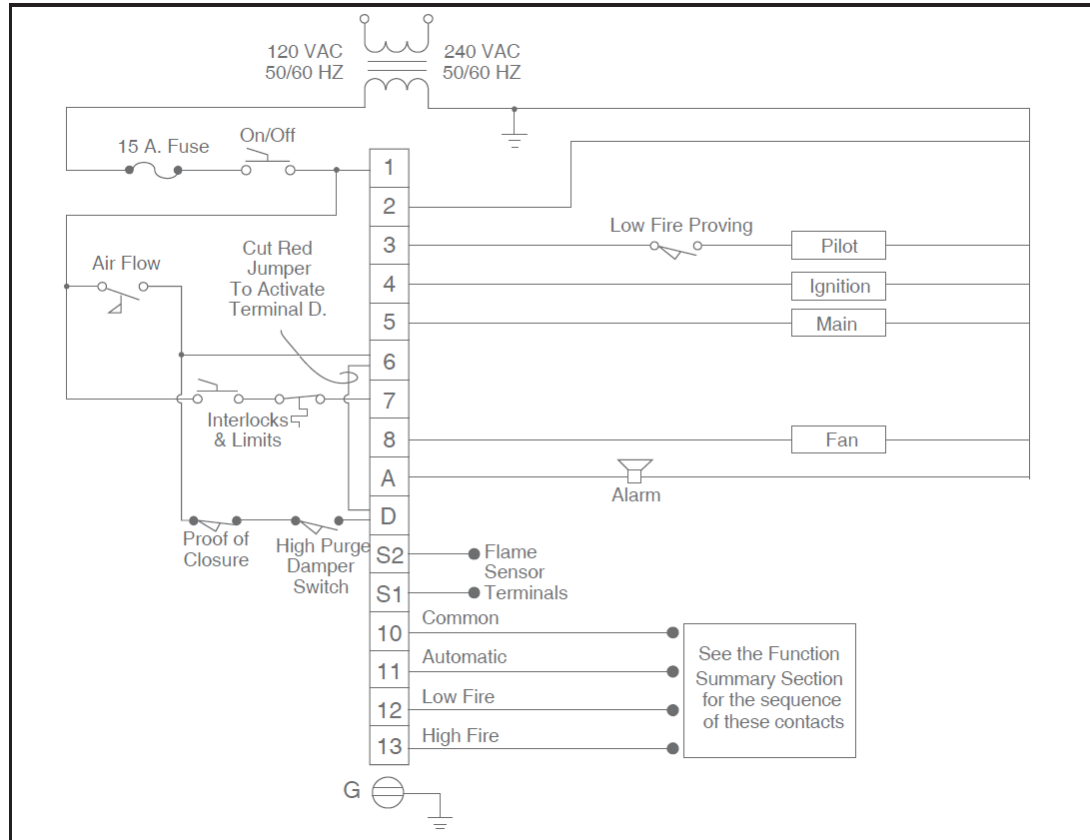 120 VAC
50/60 HZ
240 VAC
50/60 HZ
15 A. Fuse
On/Off
1
2
3
4
5
6
7
8
A
D
S2
S1
10
11
12
13
G
Air Flow
Cut Red
Jumper
To Activate
Terminal D.
Interlocks
& Limits
Proof of
Closure
High Purge
Damper
Switch
Low Fire Proving
Pilot
Ignition
Main
Fan
Alarm
Flame
Sensor
Terminals
Common
Automatic
Low Fire
High Fire
See the Function
Summary Section
for the sequence
of these contacts